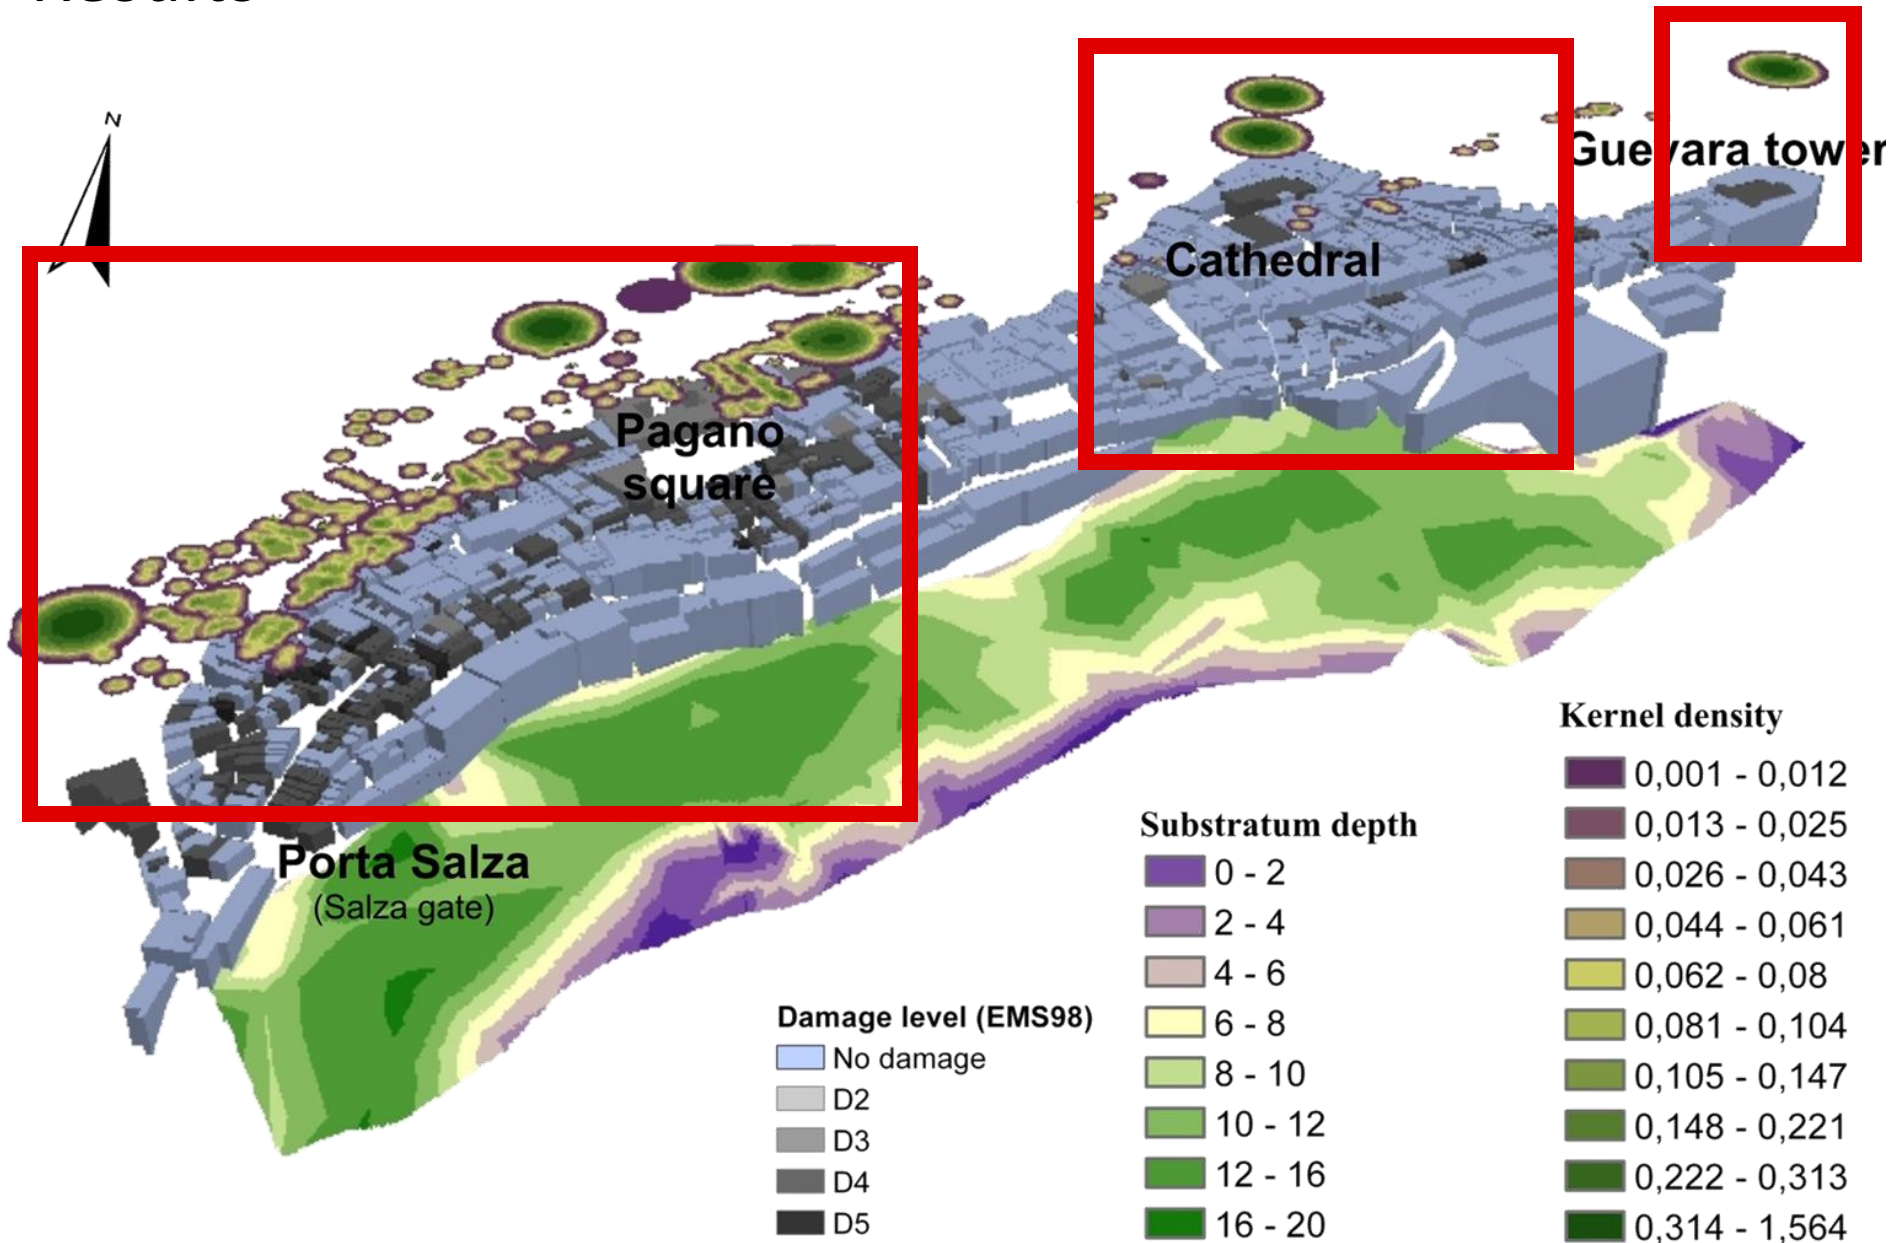 Results
N
Guevara tower
Cathedral
Pagano
square
Porta Salza
(Salza gate)
Damage level (EMS98)
No damage
D2
D3
D4
D5
Substratum depth
0 - 2
2 - 4
4 - 6
6 - 8
8 - 10
10 - 12
12 - 16
16 - 20
Kernel density
0,001 - 0,012
0,013 - 0,025
0,026 - 0,043
0,044 - 0,061
0,062 - 0,08
0,081 - 0,104
0,105 - 0,147
0,148 - 0,221
0,222 - 0,313
0,314 - 1,564